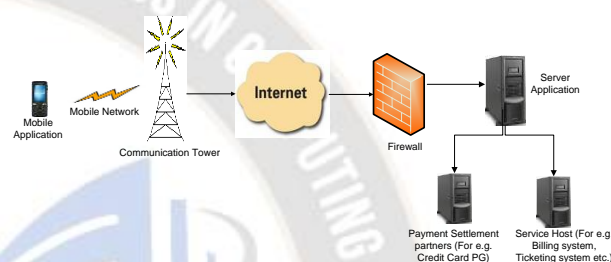 Mobile
Application
Mobile Network
Communication Tower
Internet
Firewall
Server
Application
Payment Settlement
partners (For e.g.
Credit Card PG)
Service Host (For e.g
Billing system,
Ticketing system etc.)